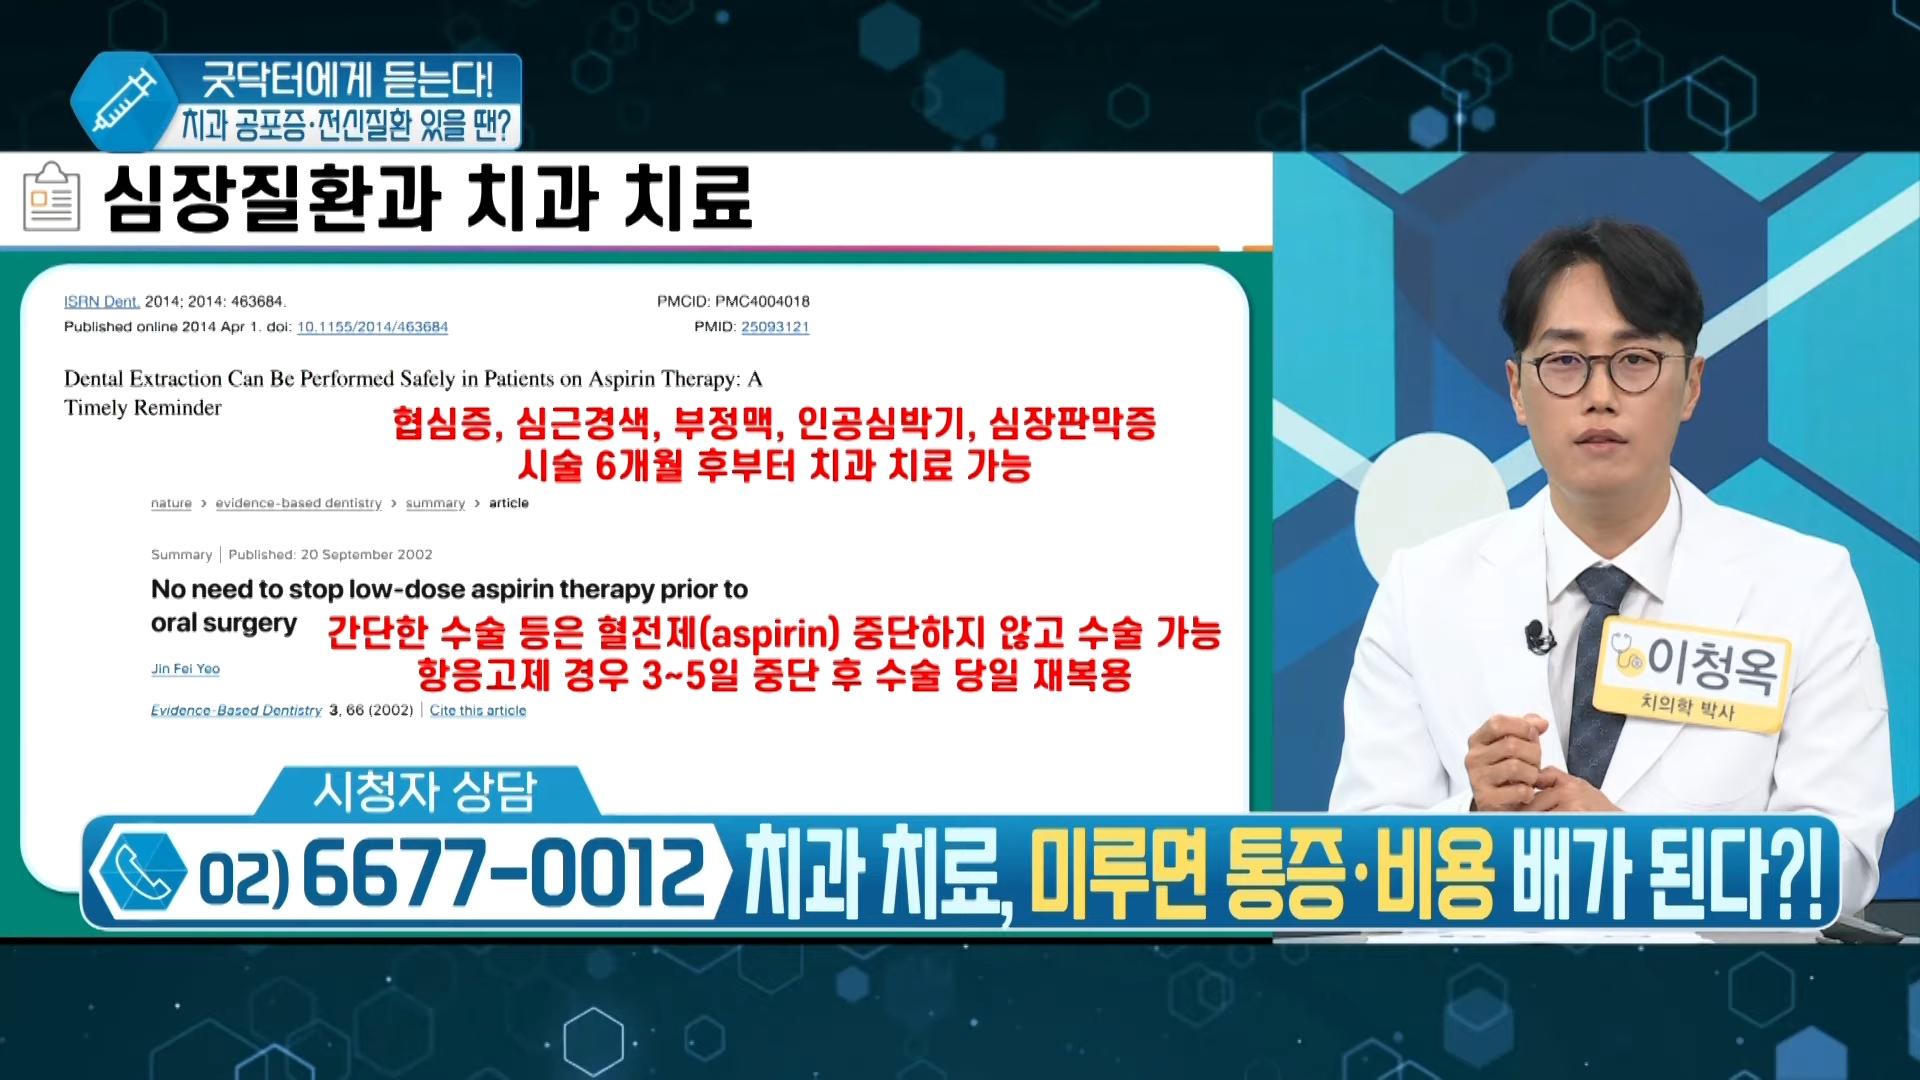 굿닥터에게 듣는다!
치과 공포증·전신질환 있을 땐?
심장질환과 치과 치료
ISRN Dent. 2014; 2014: 463684.
PMCID: PMC4004018
Published online 2014 Apr 1. doi: 10.1155/2014/463684
PMID: 25093121
Dental Extraction Can Be Performed Safely in Patients on Aspirin Therapy: A
Timely Reminder
협심증, 심근경색, 부정맥, 인공심박기, 심장판막증
시술 6개월 후부터 치과 치료 가능
nature > evidence-based dentistry > summary > article
Summary | Published: 20 September 2002
No need to stop low-dose aspirin therapy prior to
oral surgery
간단한 수술 등은 혈전제(aspirin) 중단하지 않고 수술 가능
항응고제 경우 3~5일 중단 후 수술 당일 재복용
Jin Fei Yeo
Evidence-Based Dentistry 3, 66 (2002) | Cite this article
이청옥
치의학 박사
시청자 상담
02) 6677-0012
치과 치료, 미루면 통증·비용 배가 된다?!